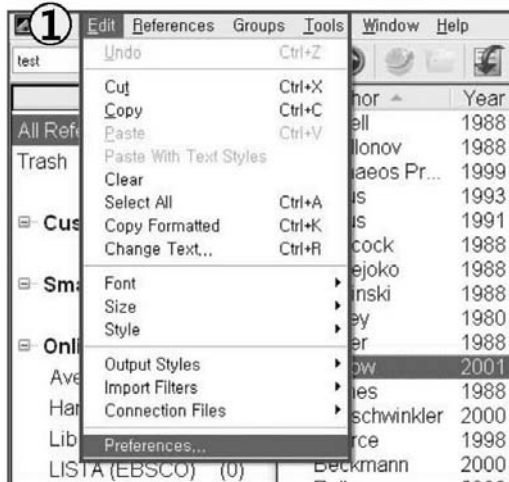 ① Edit References Groups Tools Window Help
test
Undo Ctrl+Z
Cut Ctrl+X
Copy Ctrl+C
Paste Ctrl+V
Paste With Text Styles
Clear
Select All Ctrl+A
Copy Formatted Ctrl+K
Change Text... Ctrl+R
Font
Size
Style
Output Styles
Import Filters
Connection Files
Preferences...
All Refe
Trash
Cus
Sma
Onli
Ave
Har
Lib
LISTA (EBSCO) (0)
hor Year
ell 1988
llonov 1988
naeos Pr... 1999
us 1993
us 1991
cock 1988
ejoko 1988
inski 1988
ey 1980
er 1988
ow 2001
nes 1988
schwinkler 2000
rce 1998
Beckmann 2000